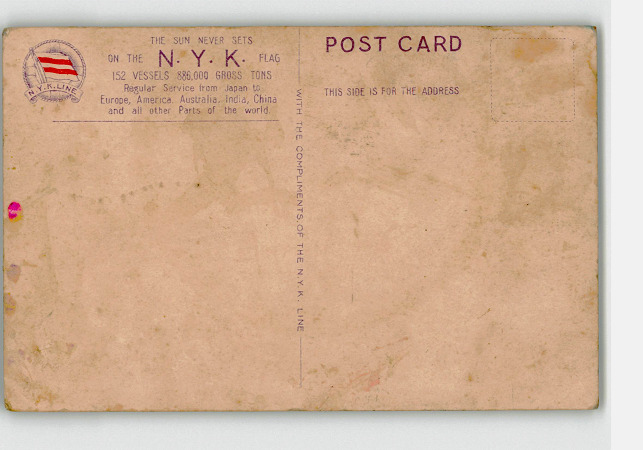 THE SUN NEVER SETS
ON THE N.Y.K. FLAG
152 VESSELS 886,000 GROSS TONS
Regular Service from Japan to
Europe, America, Australia, India, China
and all other Parts of the world.
N.Y.K.LINE
WITH THE COMPLIMENTS OF THE N.Y.K. LINE
POST CARD
THIS SIDE IS FOR THE ADDRESS